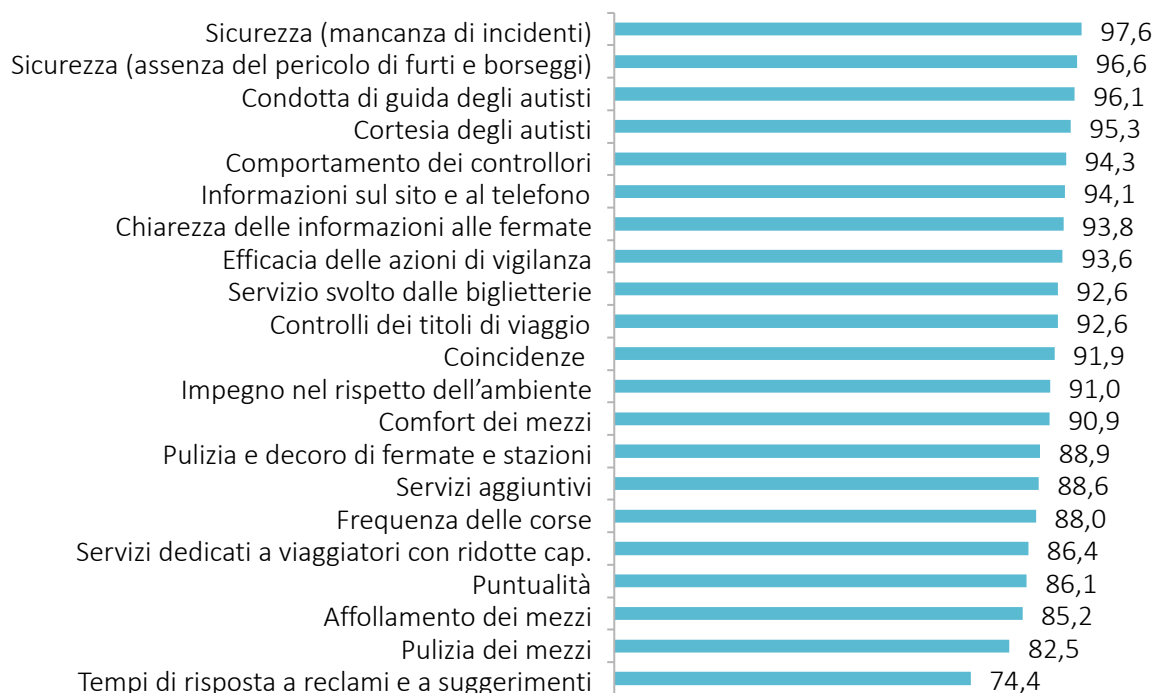 Sicurezza (mancanza di incidenti) 97,6
Sicurezza (assenza del pericolo di furti e borseggi) 96,6
Condotta di guida degli autisti 96,1
Cortesia degli autisti 95,3
Comportamento dei controllori 94,3
Informazioni sul sito e al telefono 94,1
Chiarezza delle informazioni alle fermate 93,8
Efficacia delle azioni di vigilanza 93,6
Servizio svolto dalle biglietterie 92,6
Controlli dei titoli di viaggio 92,6
Coincidenze 91,9
Impegno nel rispetto dell’ambiente 91,0
Comfort dei mezzi 90,9
Pulizia e decoro di fermate e stazioni 88,9
Servizi aggiuntivi 88,6
Frequenza delle corse 88,0
Servizi dedicati a viaggiatori con ridotte cap. 86,4
Puntualità 86,1
Affollamento dei mezzi 85,2
Pulizia dei mezzi 82,5
Tempi di risposta a reclami e a suggerimenti 74,4